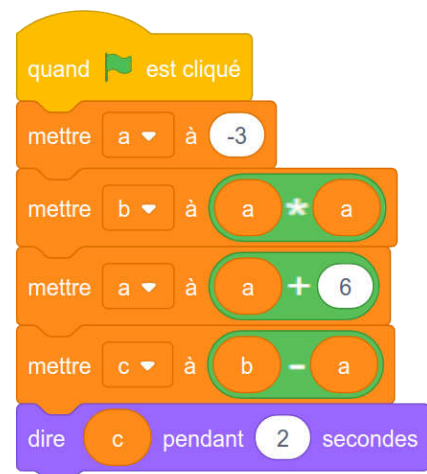 quand est cliqué
mettre a à -3
mettre b à a * a
mettre a à a + 6
mettre c à b - a
dire c pendant 2 secondes